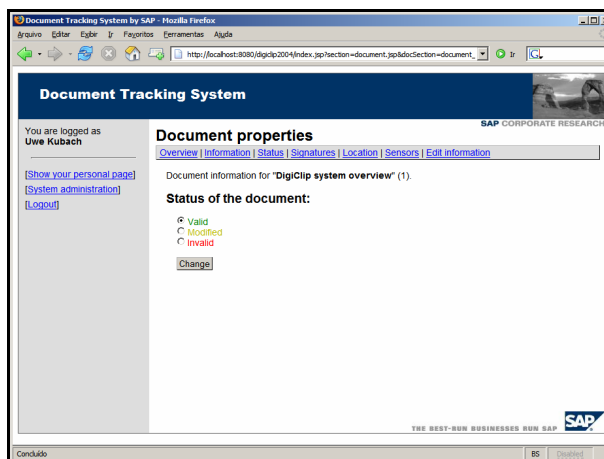 Document Tracking System by SAP - Mozilla Firefox
Arquivo Editar Exibir Ir Favoritos Ferramentas Ajuda
http://localhost:8080/digiclip2004/index.jsp?section=document.jsp&docSection=document_ Ir G
Document Tracking System
SAP CORPORATE RESEARCH
You are logged as
Uwe Kubach
[Show your personal page]
[System administration]
[Logout]
Document properties
Overview | Information | Status | Signatures | Location | Sensors | Edit information
Document information for "DigiClip system overview" (1).
Status of the document:
Valid
Modified
Invalid
Change
THE BEST-RUN BUSINESSES RUN SAP SAP
Concluído BS Disabled